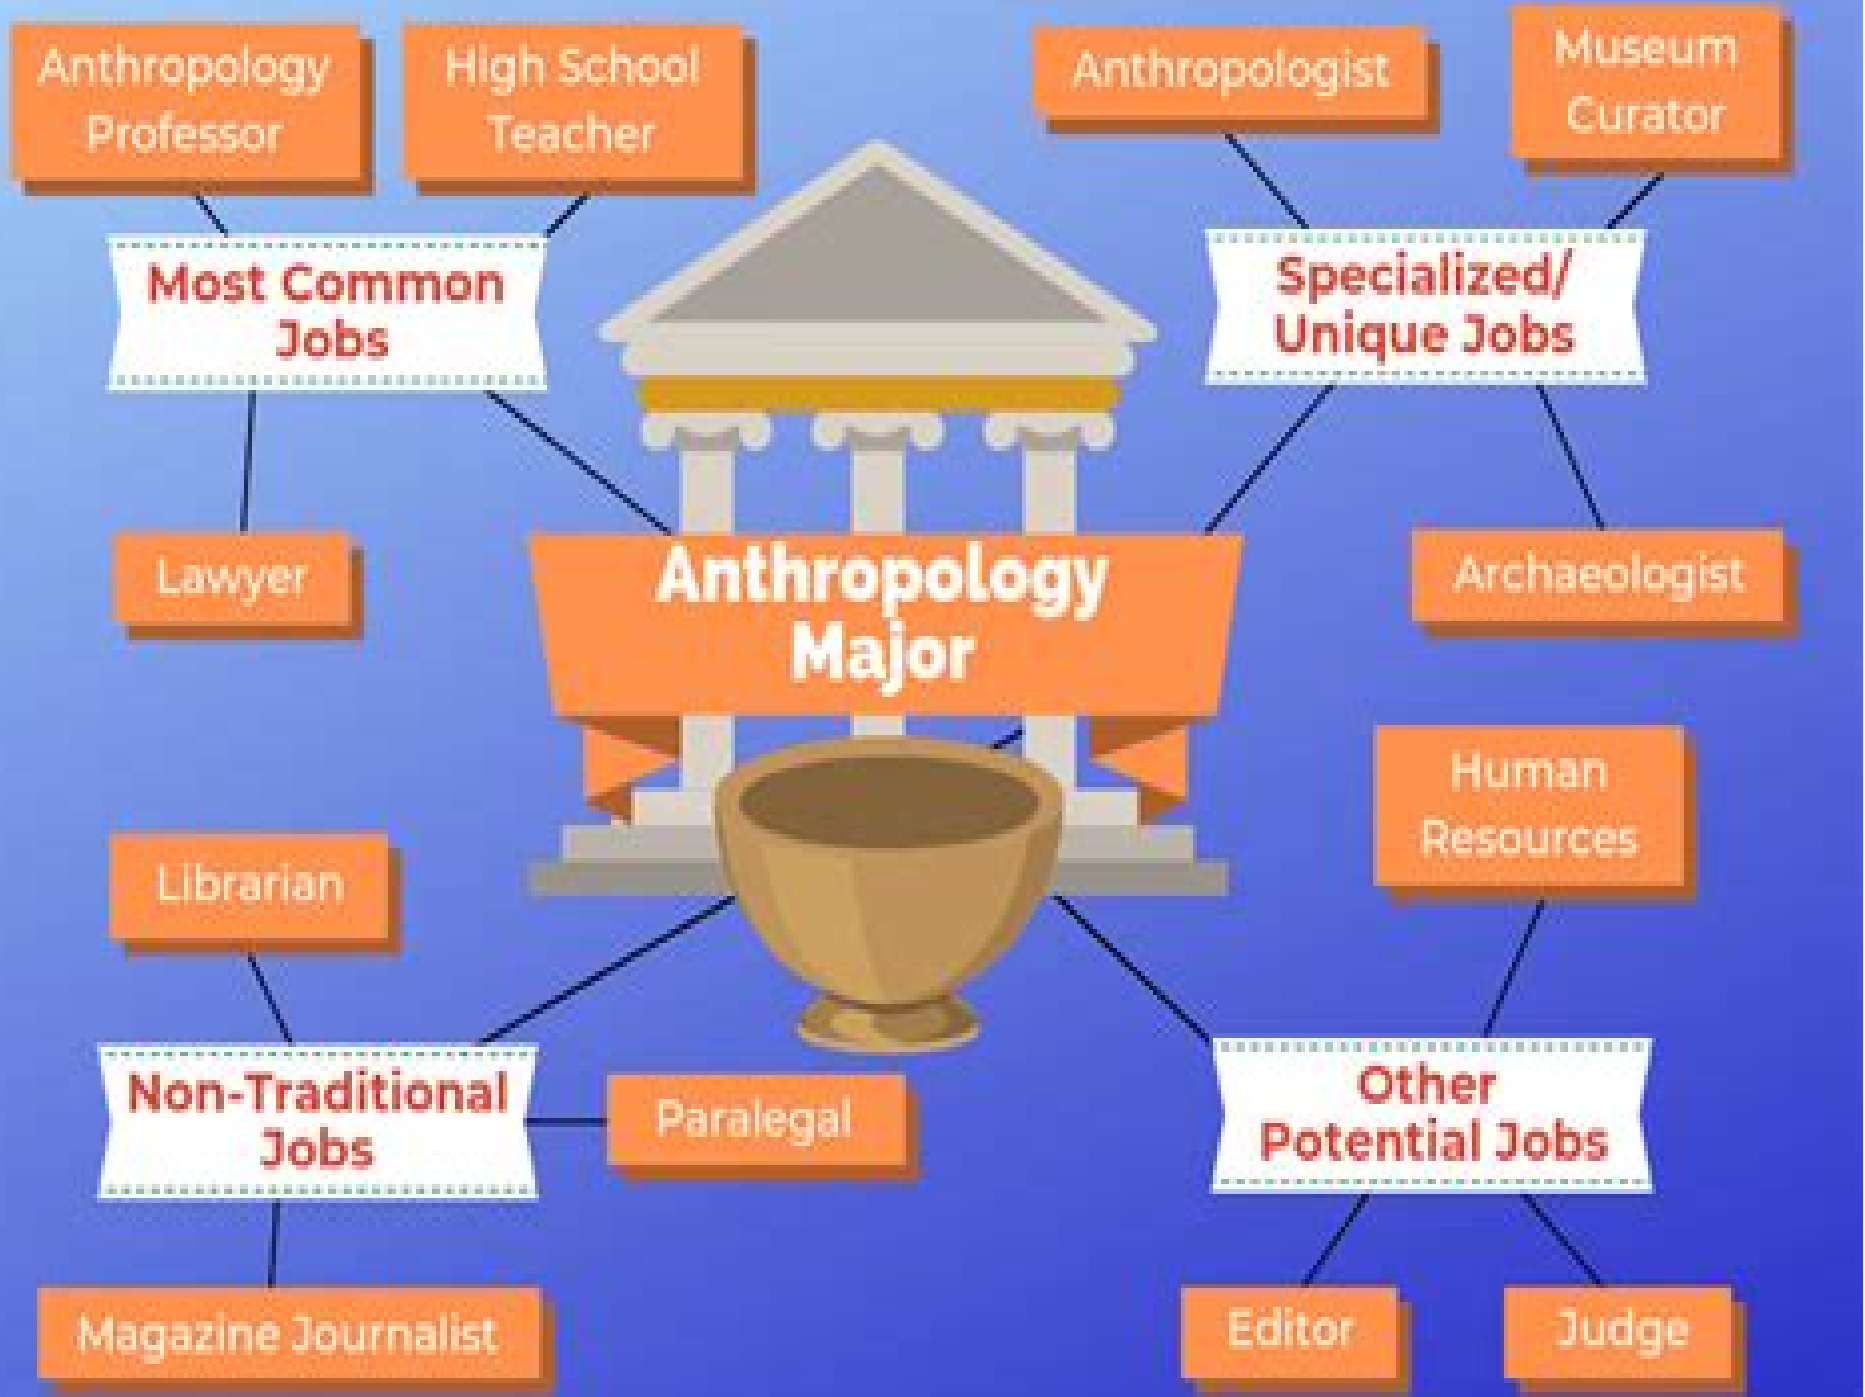 Anthropology
Professor
High School
Teacher
Most Common
Jobs
Lawyer
Anthropologist
Museum
Curator
Specialized/
Unique Jobs
Archaeologist
Anthropology
Major
Librarian
Non-Traditional
Jobs
Paralegal
Magazine Journalist
Human
Resources
Other
Potential Jobs
Editor
Judge